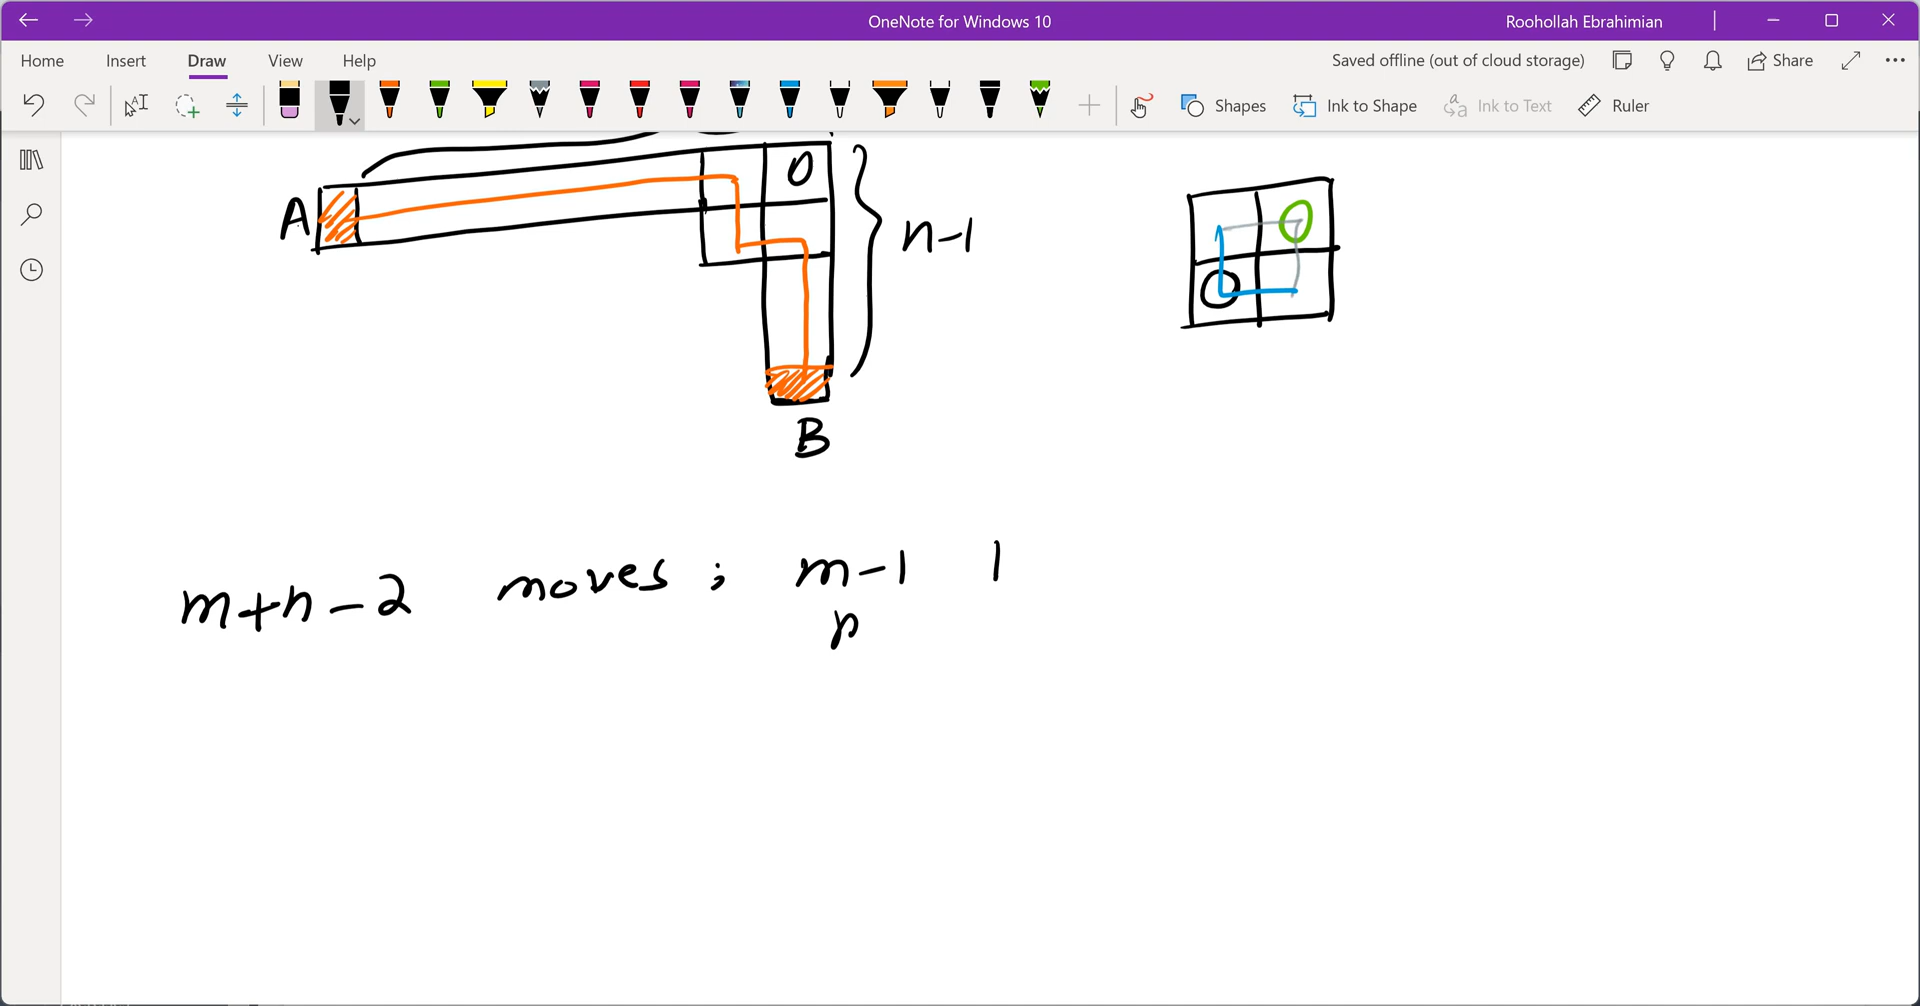 OneNote for Windows 10
Roohollah Ebrahimian
Home Insert Draw View Help
Saved offline (out of cloud storage)
Share
Shapes
Ink to Shape
Ink to Text
Ruler
0
A
n-1
B
m+n-2 moves ; m-1 1
n